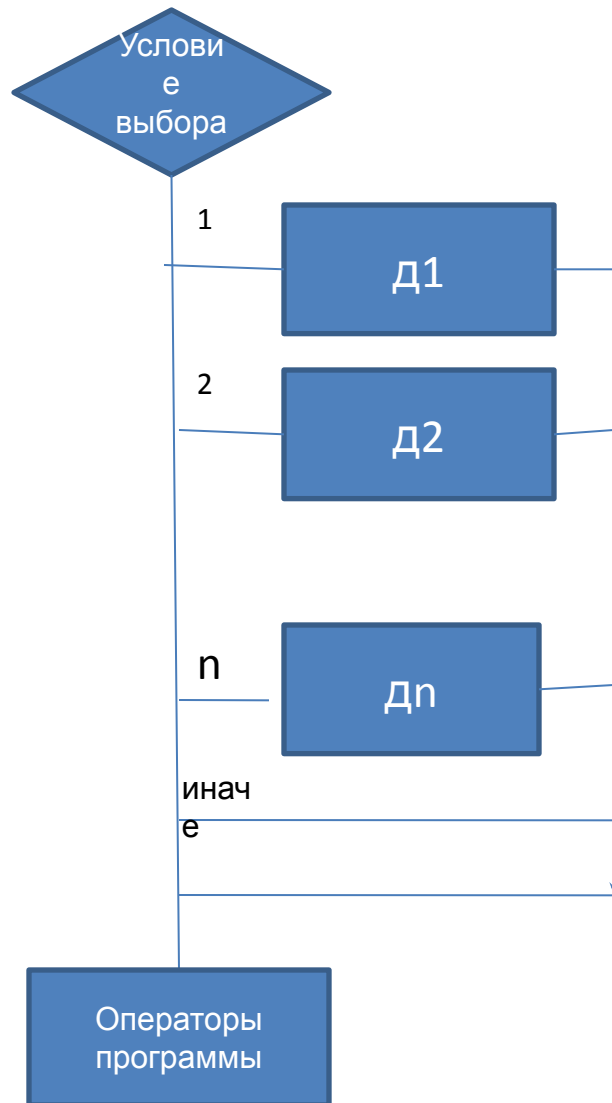 Услови
е
выбора
1
д1
2
д2
n
дn
инач
е
Операторы
программы